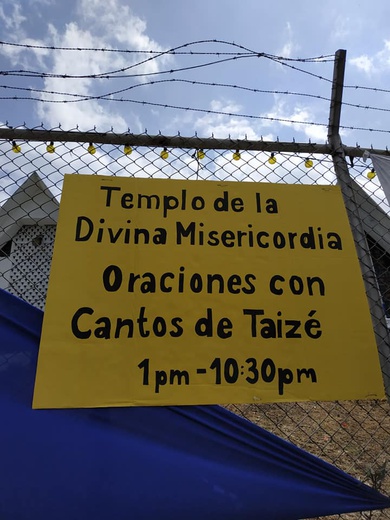 Templo de la
Divina Misericordia
Oraciones con
Cantos de Taizé
1pm - 10:30pm